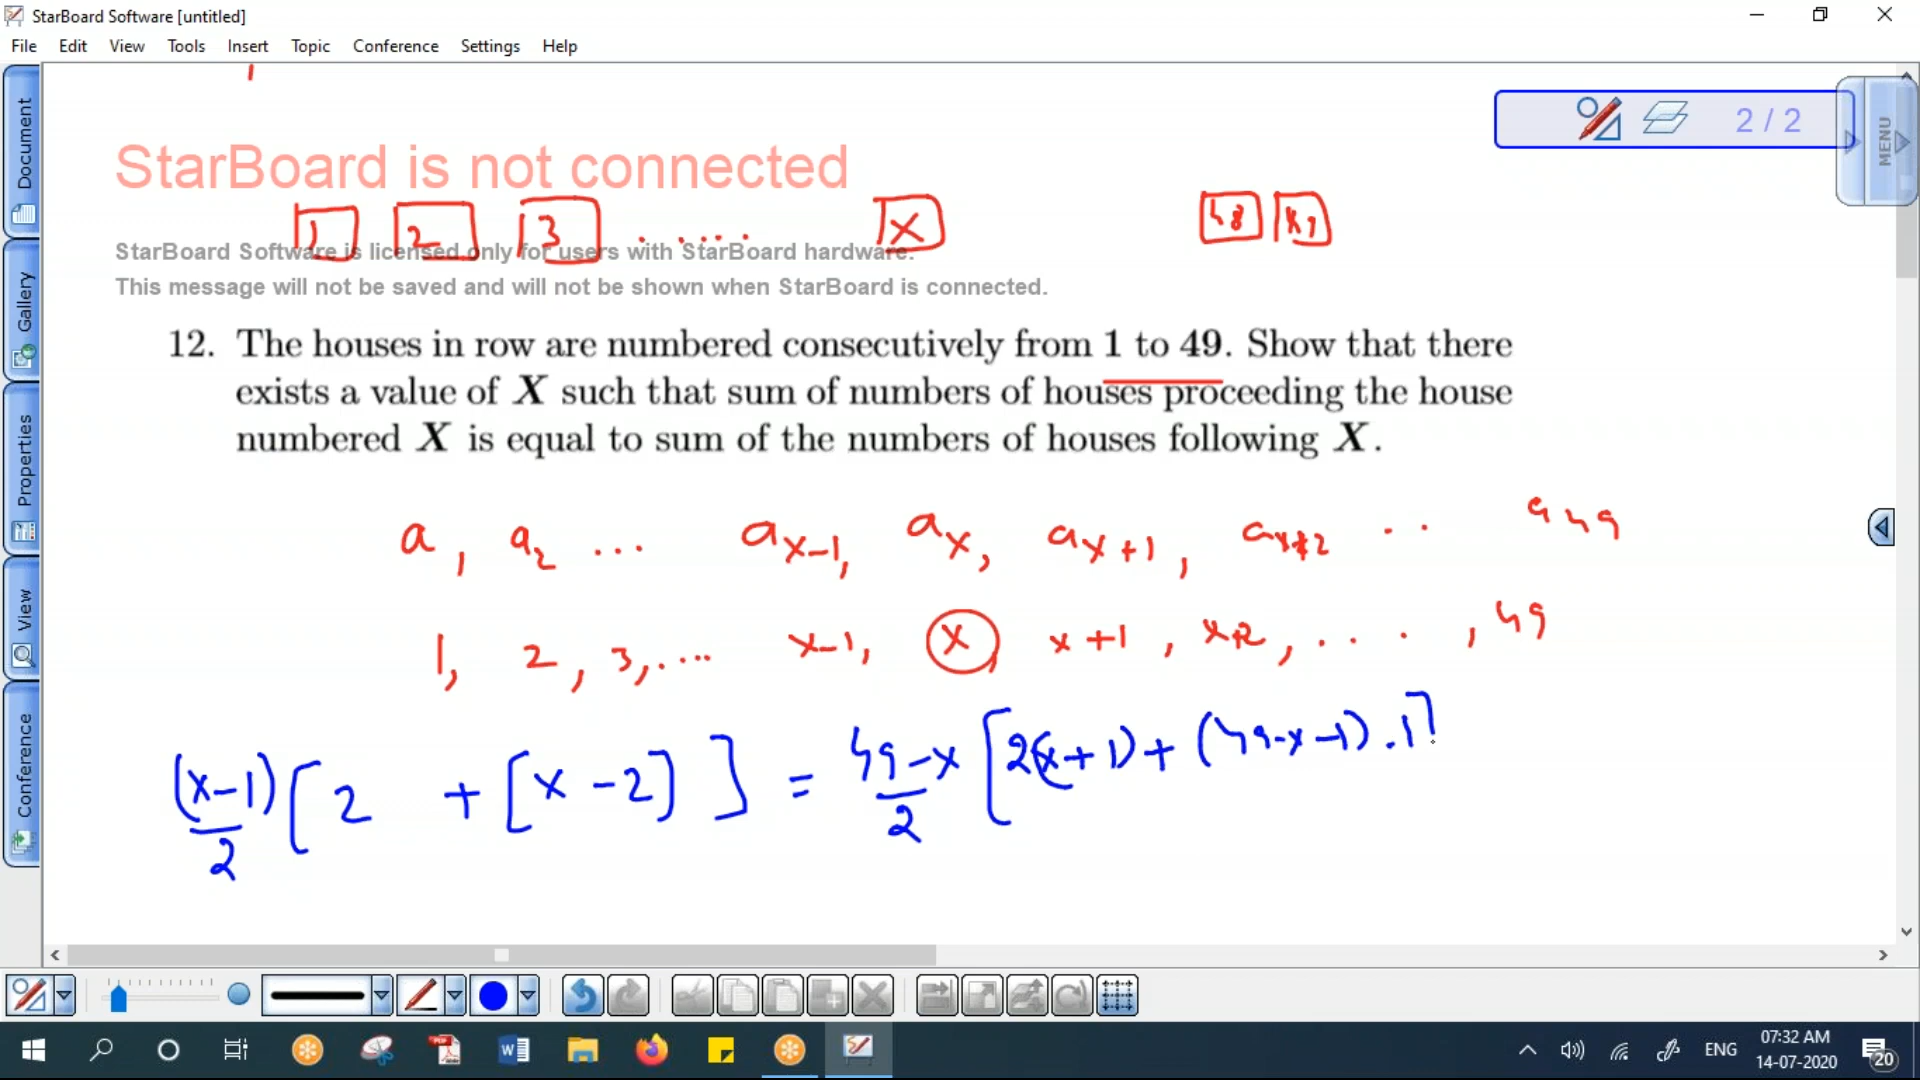 StarBoard Software [untitled]
File Edit View Tools Insert Topic Conference Settings Help
Document
Gallery
Properties
View
Conference
2 / 2
MENU
StarBoard is not connected
1 2 3 ...... X 48 49
StarBoard Software is licensed only for users with StarBoard hardware.
This message will not be saved and will not be shown when StarBoard is connected.
12. The houses in row are numbered consecutively from 1 to 49. Show that there
exists a value of X such that sum of numbers of houses proceeding the house
numbered X is equal to sum of the numbers of houses following X.
a, a₂ ... aₓ₋₁, aₓ, aₓ₊₁, aₓ₊₂ .. a₄₉
1, 2, 3, .... x-1, x, x+1, x+2, .... , 49
(x-1)/2 [2 + [x-2]] = 49-x/2 [2(x+1) + (49-x-1).1]
ENG
07:32 AM
14-07-2020
20